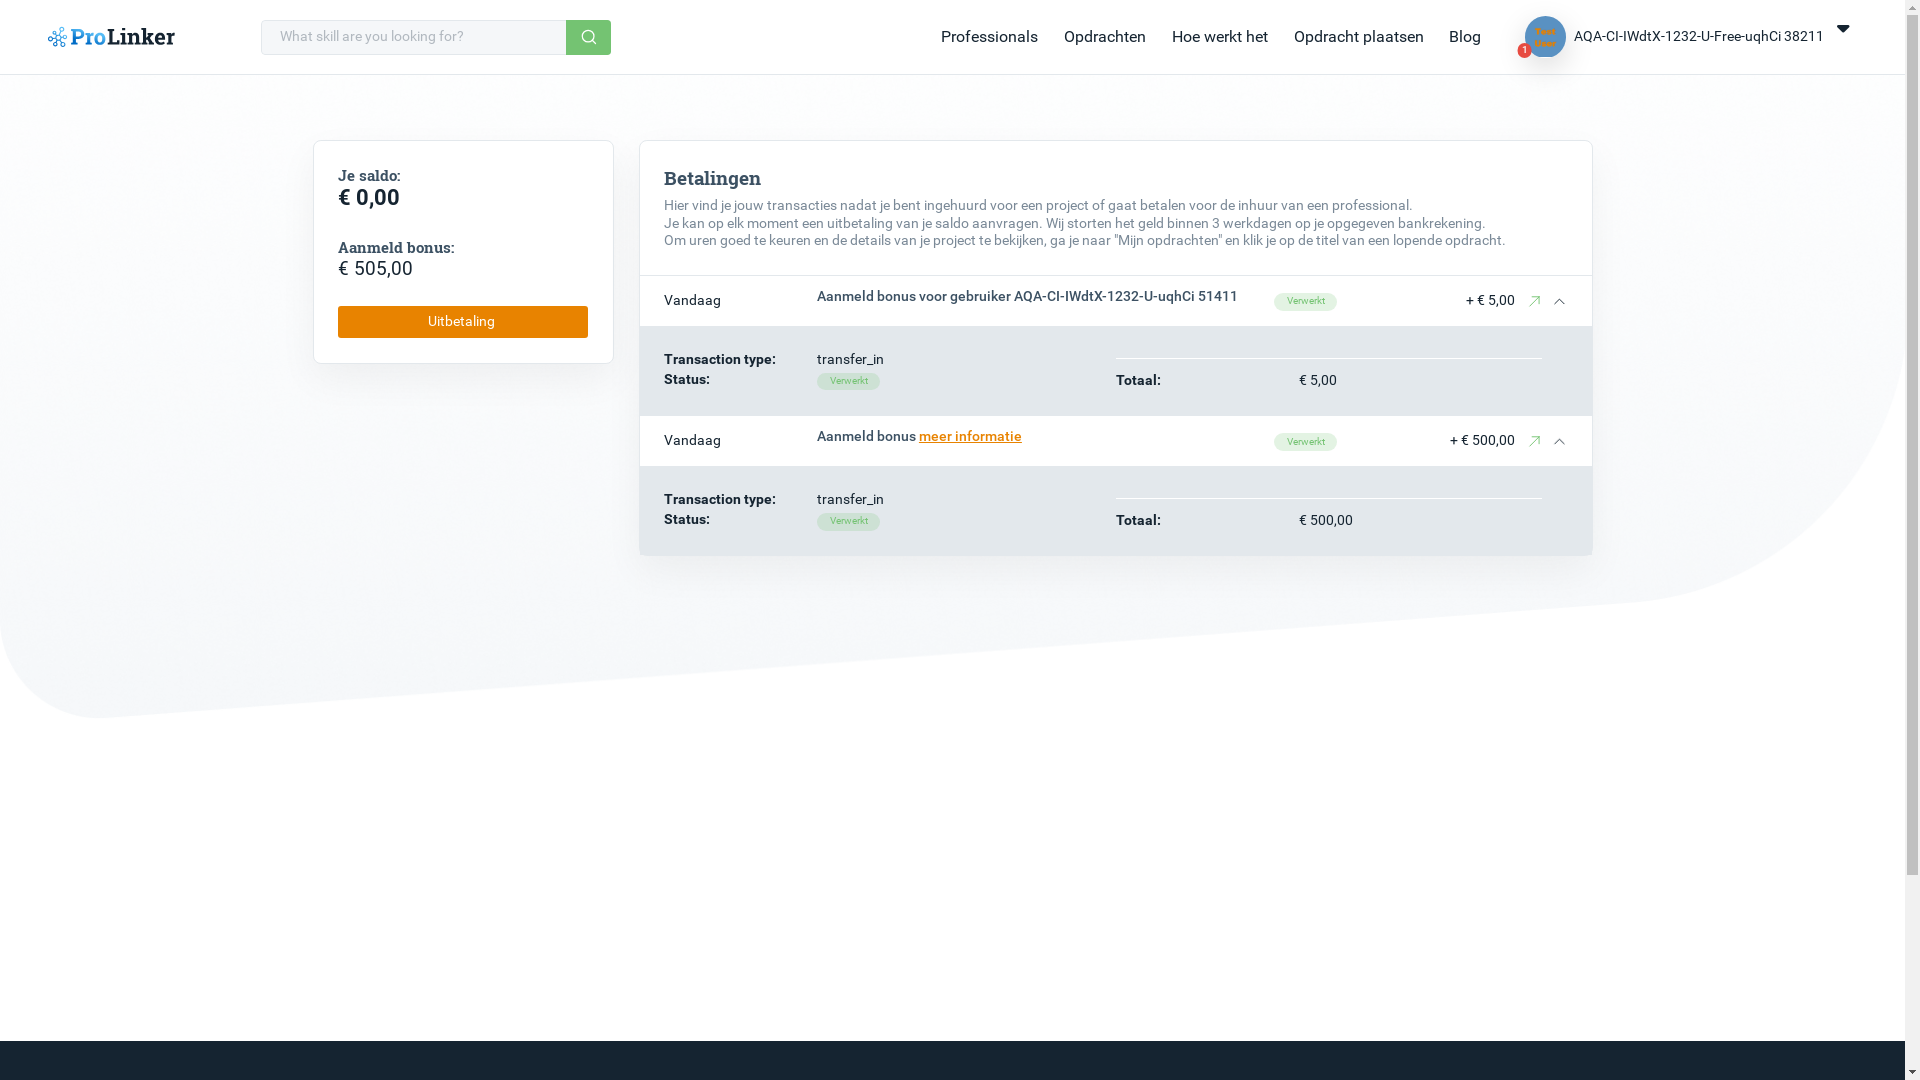 ProLinker
What skill are you looking for?
Professionals
Opdrachten
Hoe werkt het
Opdracht plaatsen
Blog
Test
User
1
AQA-CI-IWdtX-1232-U-Free-uqhCi 38211
Je saldo:
€ 0,00
Aanmeld bonus:
€ 505,00
Uitbetaling
Betalingen
Hier vind je jouw transacties nadat je bent ingehuurd voor een project of gaat betalen voor de inhuur van een professional.
Je kan op elk moment een uitbetaling van je saldo aanvragen. Wij storten het geld binnen 3 werkdagen op je opgegeven bankrekening.
Om uren goed te keuren en de details van je project te bekijken, ga je naar "Mijn opdrachten" en klik je op de titel van een lopende opdracht.
Vandaag Aanmeld bonus voor gebruiker AQA-CI-IWdtX-1232-U-uqhCi 51411 Verwerkt + € 5,00
Transaction type: transfer_in
Status: Verwerkt Totaal: € 5,00
Vandaag Aanmeld bonus meer informatie Verwerkt + € 500,00
Transaction type: transfer_in
Status: Verwerkt Totaal: € 500,00